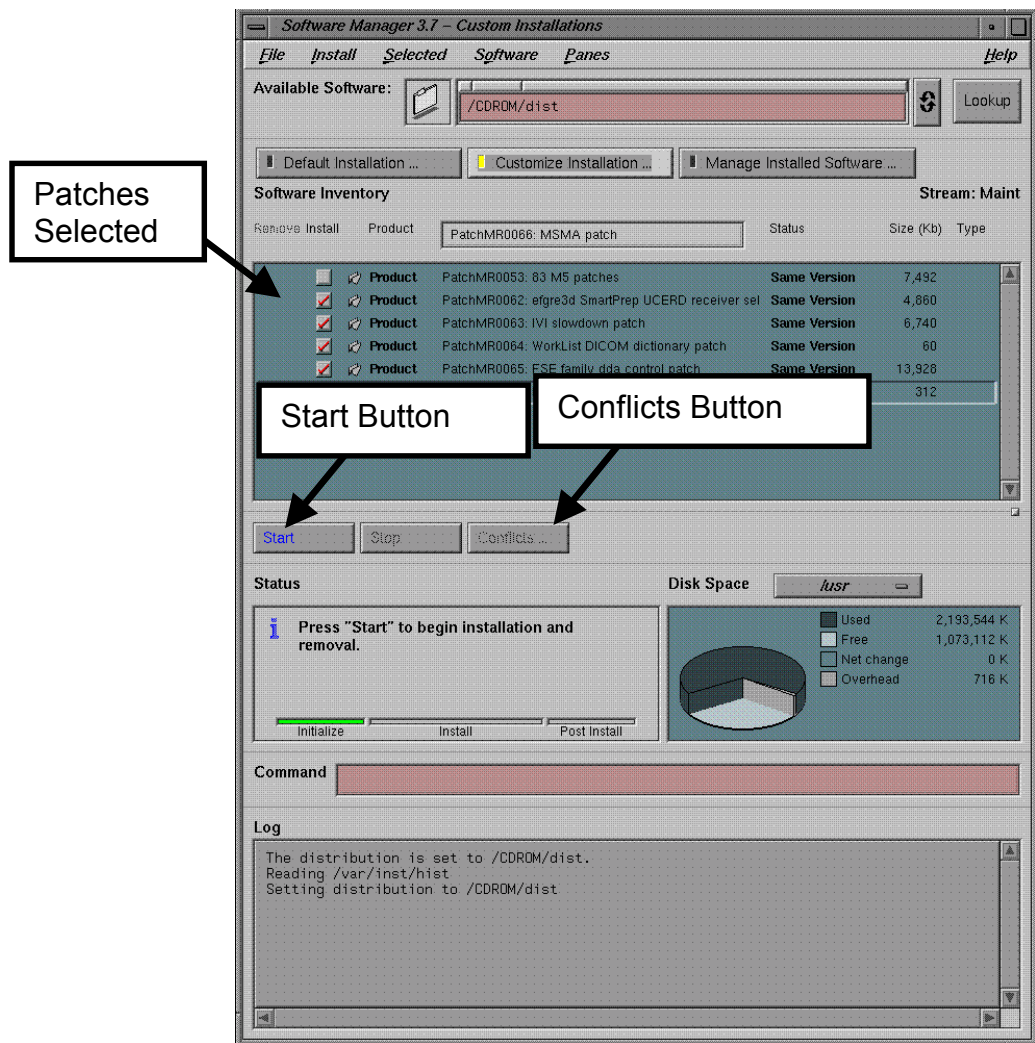 Software Manager 3.7 – Custom Installations
File Install Selected Software Panes Help
Available Software: /CDROM/dist Lookup
Default Installation ... Customize Installation ... Manage Installed Software ...
Software Inventory Stream: Maint
Patches
Selected
Remove Install Product PatchMR0066: MSMA patch Status Size (Kb) Type
Product PatchMR0053: 83 M5 patches Same Version 7,492
Product PatchMR0062: efgre3d SmartPrep UCERD receiver sel Same Version 4,860
Product PatchMR0063: IVI slowdown patch Same Version 6,740
Product PatchMR0064: WorkList DICOM dictionary patch Same Version 60
Product PatchMR0065: FSE family dda control patch Same Version 13,928
312
Start Button
Conflicts Button
Start Stop Conflicts ...
Status
Disk Space /usr
i Press "Start" to begin installation and
removal.
Initialize Install Post Install
Used 2,193,544 K
Free 1,073,112 K
Net change 0 K
Overhead 716 K
Command
Log
The distribution is set to /CDROM/dist.
Reading /var/inst/hist
Setting distribution to /CDROM/dist